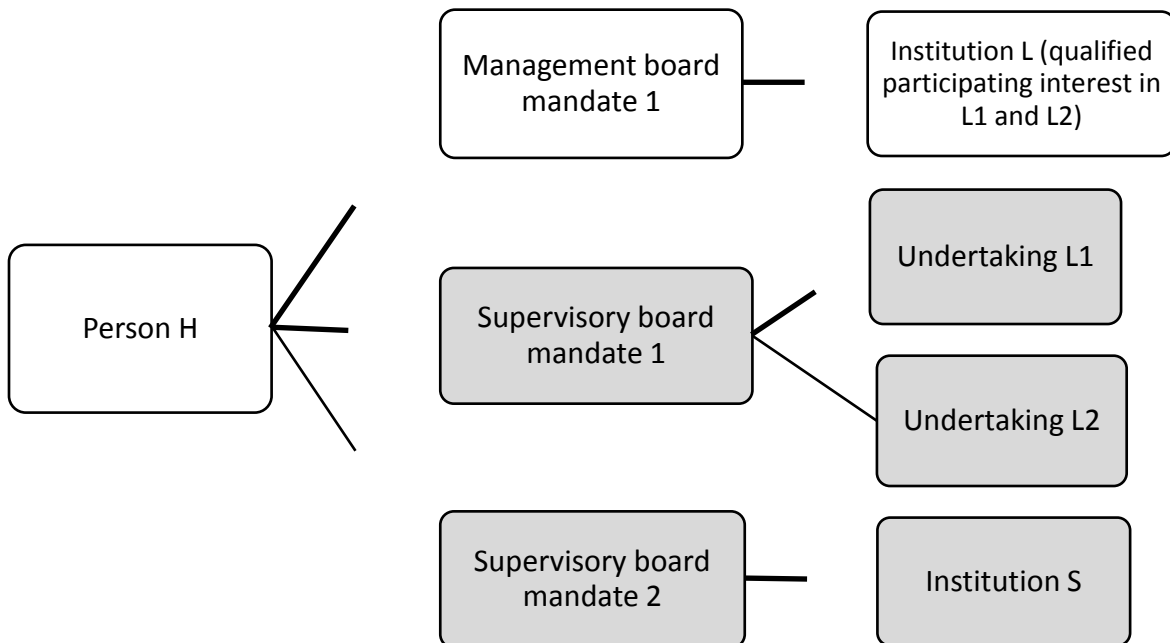 Management board
mandate 1
Institution L (qualified
participating interest in
L1 and L2)
Person H
Supervisory board
mandate 1
Undertaking L1
Undertaking L2
Supervisory board
mandate 2
Institution S